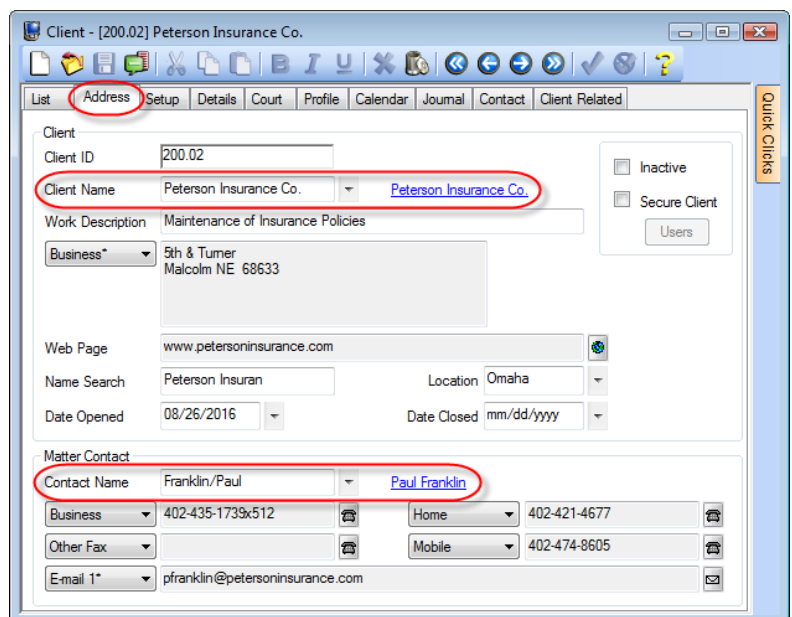 Client - [200.02] Peterson Insurance Co.
B I U ?
List Address Setup Details Court Profile Calendar Journal Contact Client Related
Quick Clicks
Client
Client ID 200.02
Inactive
Client Name Peterson Insurance Co. Peterson Insurance Co.
Secure Client
Work Description Maintenance of Insurance Policies
Users
Business* 5th & Turner
Malcolm NE 68633
Web Page www.petersoninsurance.com
Name Search Peterson Insuran Location Omaha
Date Opened 08/26/2016 Date Closed mm/dd/yyyy
Matter Contact
Contact Name Franklin/Paul Paul Franklin
Business 402-435-1739x512 Home 402-421-4677
Other Fax Mobile 402-474-8605
E-mail 1* pfranklin@petersoninsurance.com